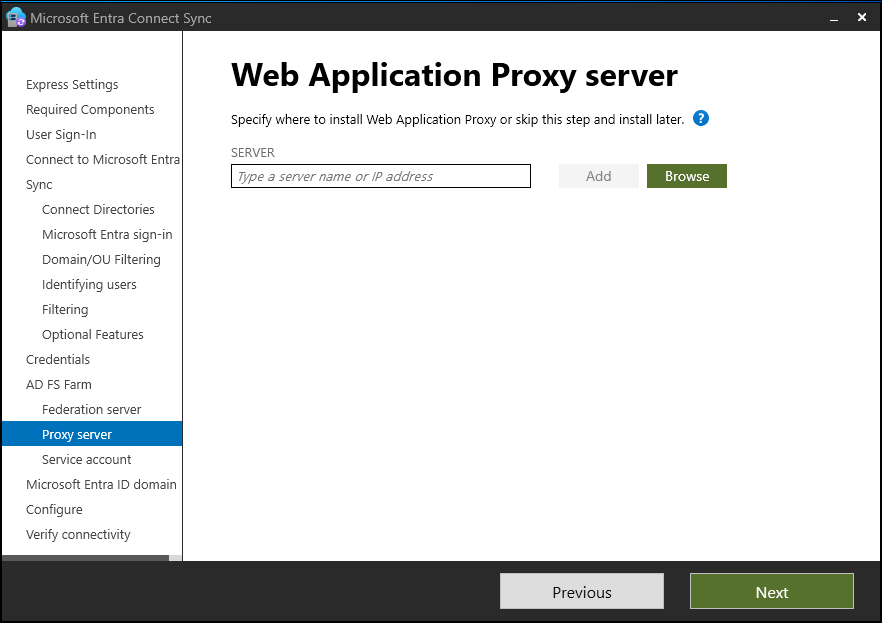 Microsoft Entra Connect Sync
Express Settings
Required Components
User Sign-In
Connect to Microsoft Entra
Sync
Connect Directories
Microsoft Entra sign-in
Domain/OU Filtering
Identifying users
Filtering
Optional Features
Credentials
AD FS Farm
Federation server
Proxy server
Service account
Microsoft Entra ID domain
Configure
Verify connectivity
Web Application Proxy server
Specify where to install Web Application Proxy or skip this step and install later. ?
SERVER
Type a server name or IP address
Add
Browse
Previous
Next